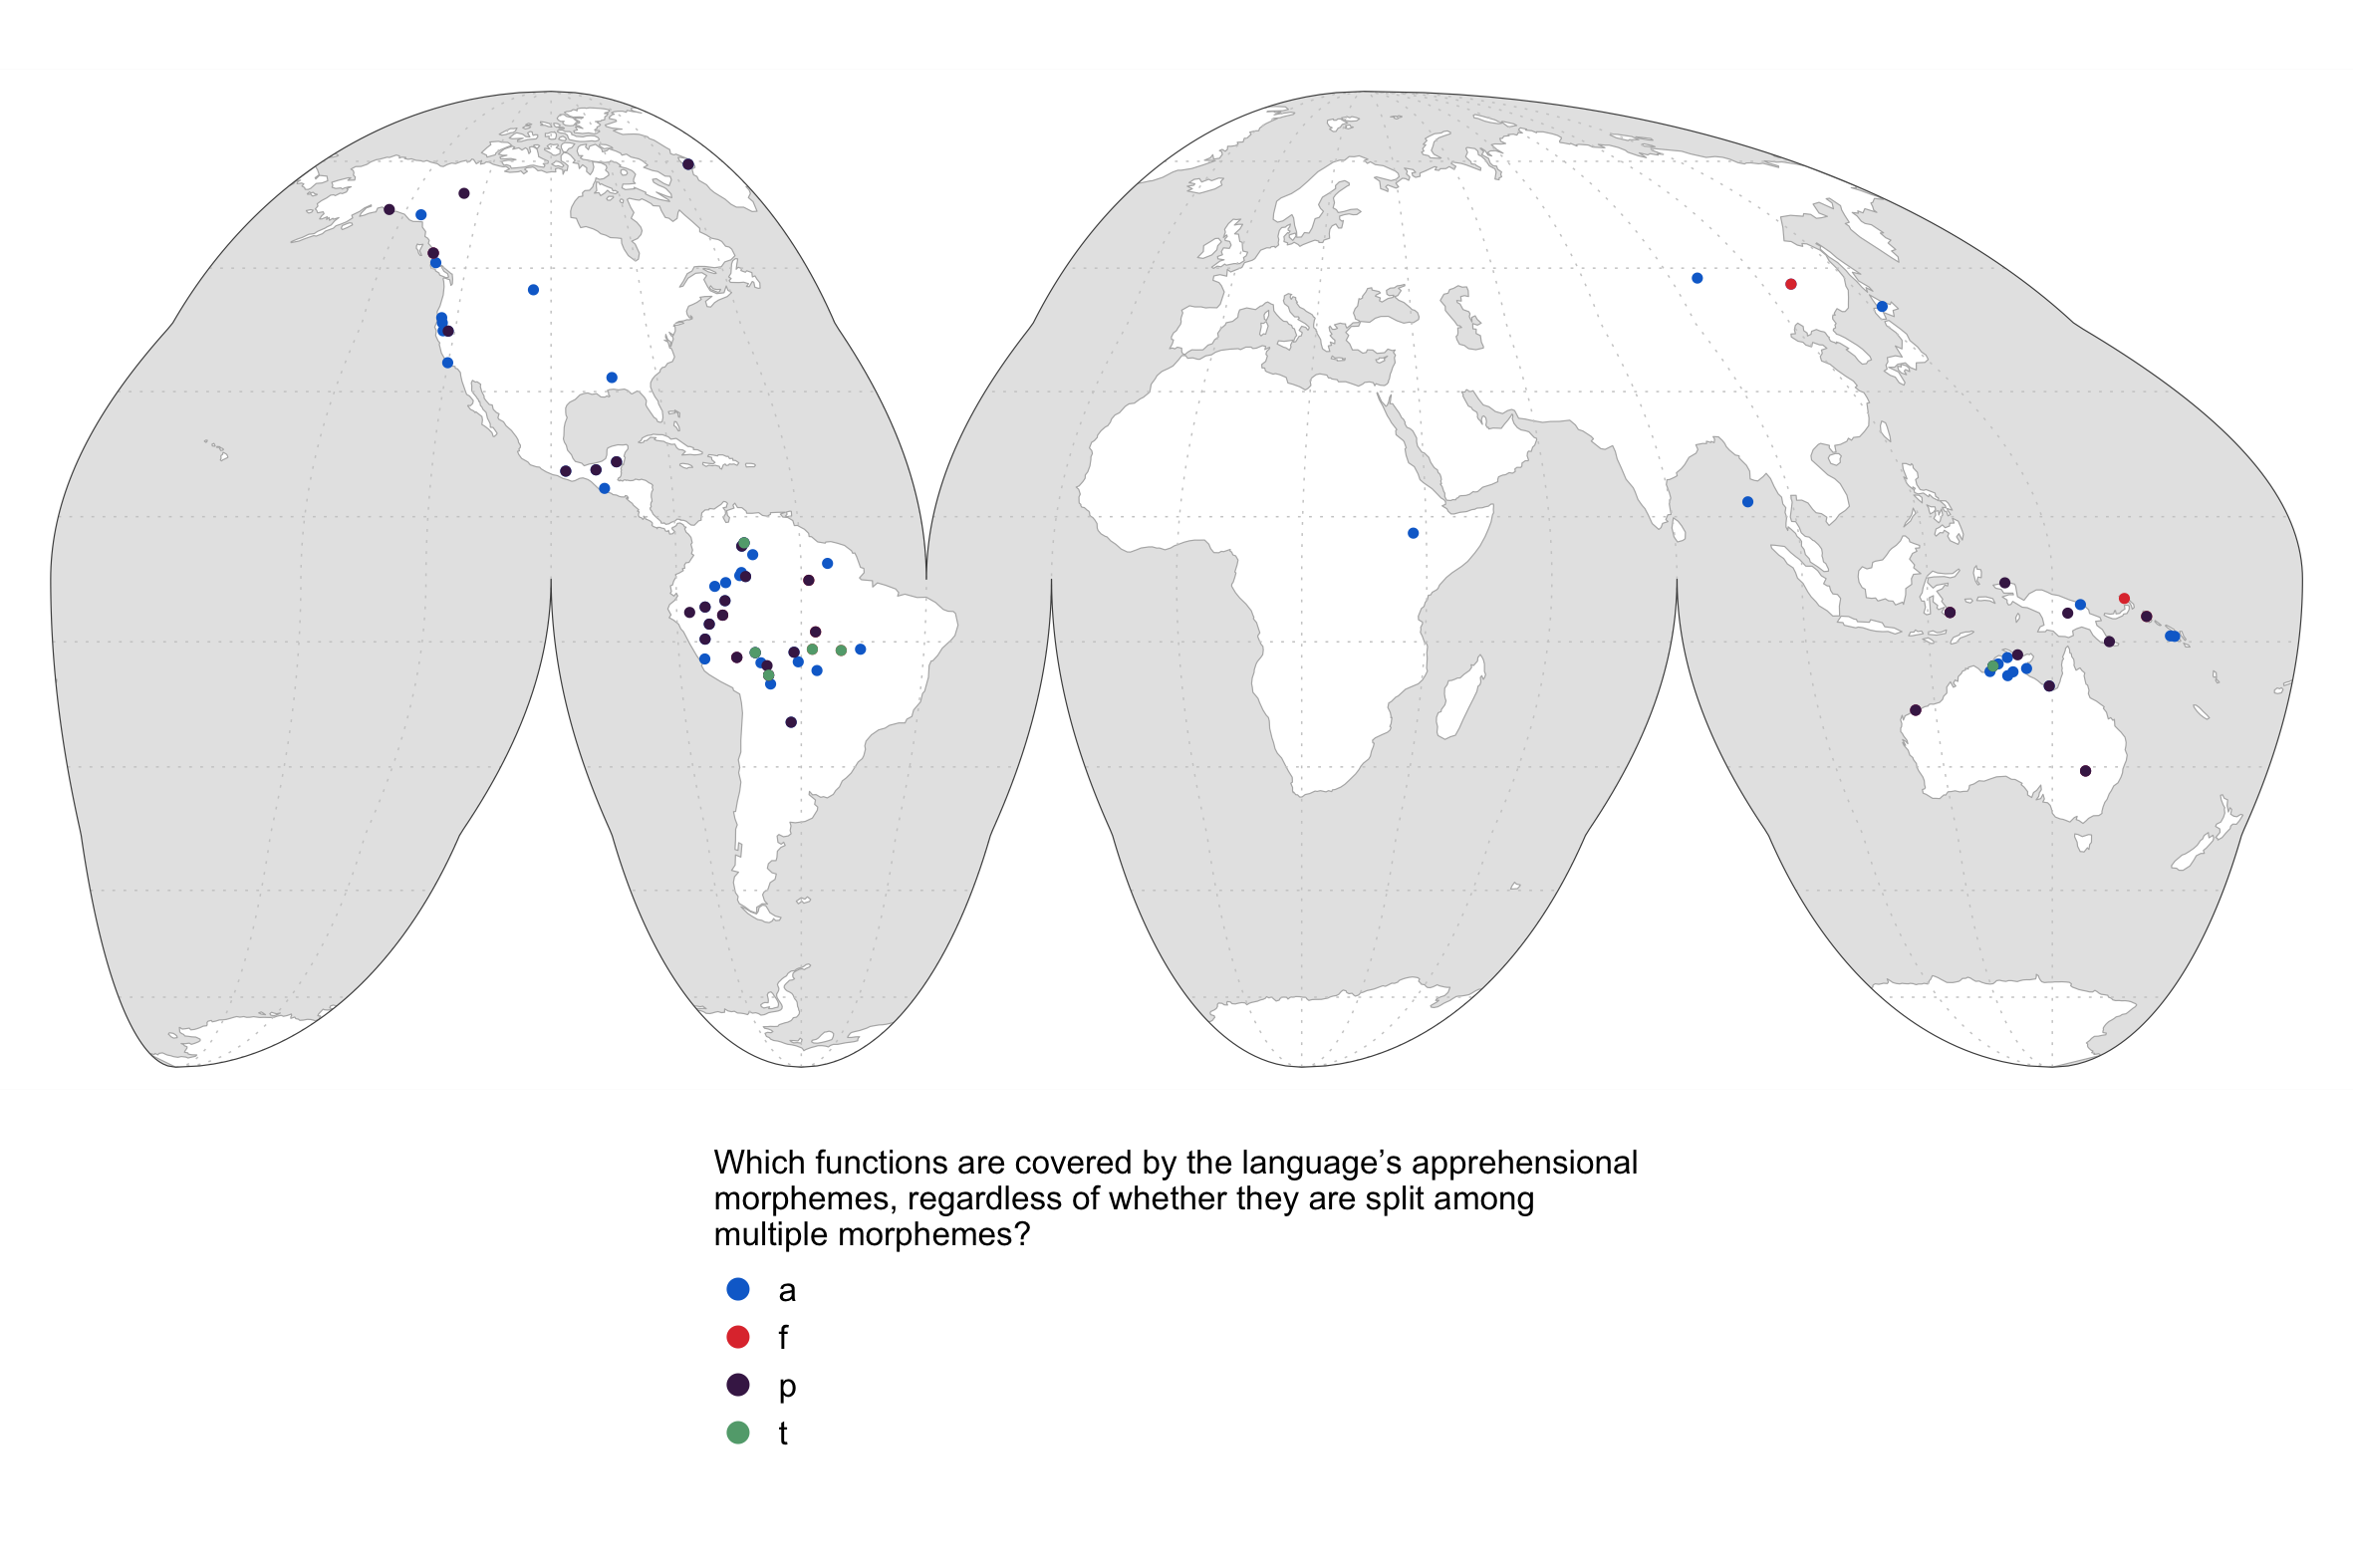 Which functions are covered by the language’s apprehensional
morphemes, regardless of whether they are split among
multiple morphemes?
a
f
p
t